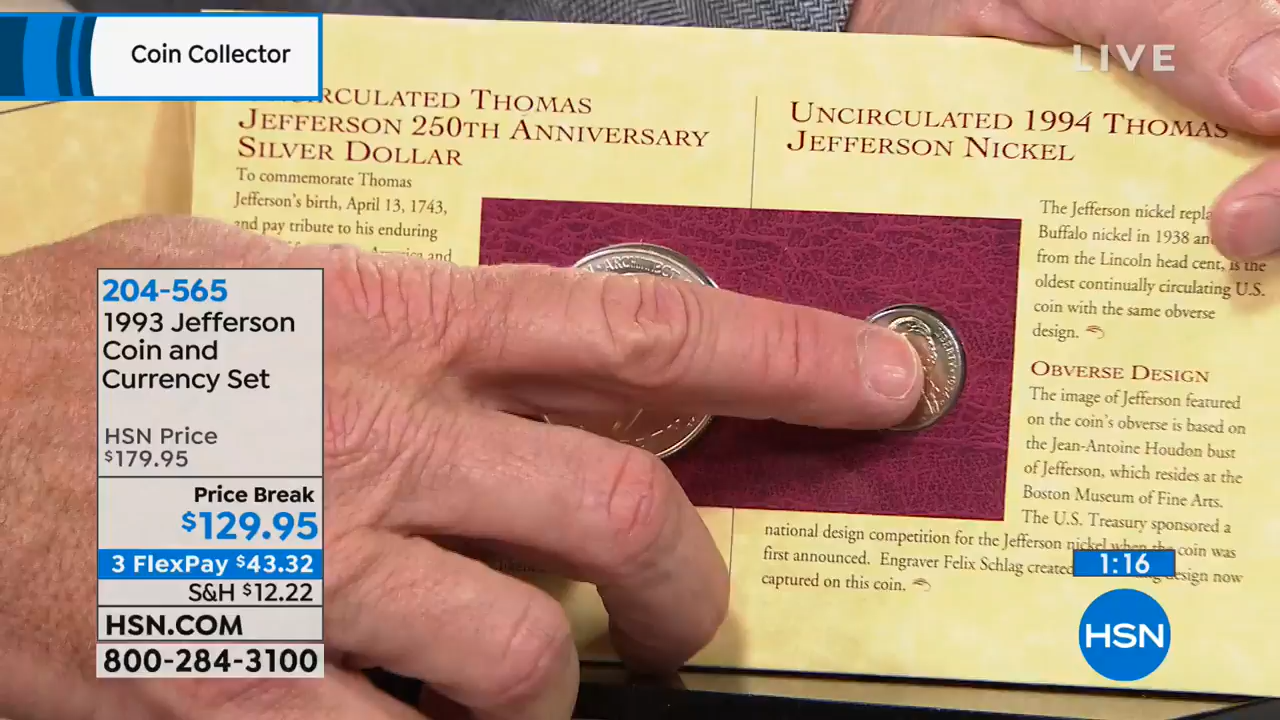 Coin Collector
LIVE
UNCIRCULATED THOMAS
JEFFERSON 250TH ANNIVERSARY
SILVER DOLLAR
To commemorate Thomas
Jefferson's birth, April 13, 1743,
and pay tribute to his enduring
and
ARCHITECT
UNCIRCULATED 1994 THOMAS
JEFFERSON NICKEL
The Jefferson nickel
Buffalo nickel in 1938
from the Lincoln head cent, is the
oldest continually circulating U.S.
coin with the same obverse
design.
LIBERTY
OBVERSE DESIGN
The image of Jefferson featured
on the coin's obverse is based on
the Jean-Antoine Houdon bust
of Jefferson, which resides at the
Boston Museum of Fine Arts.
The U.S. Treasury sponsored a
national design competition for the Jefferson nickel when the coin was
first announced. Engraver Felix Schlag created design now
captured on this coin.
204-565
1993 Jefferson
Coin and
Currency Set
HSN Price
$179.95
Price Break
$129.95
3 FlexPay $43.32
S&H $12.22
HSN.COM
800-284-3100
1:16
HSN